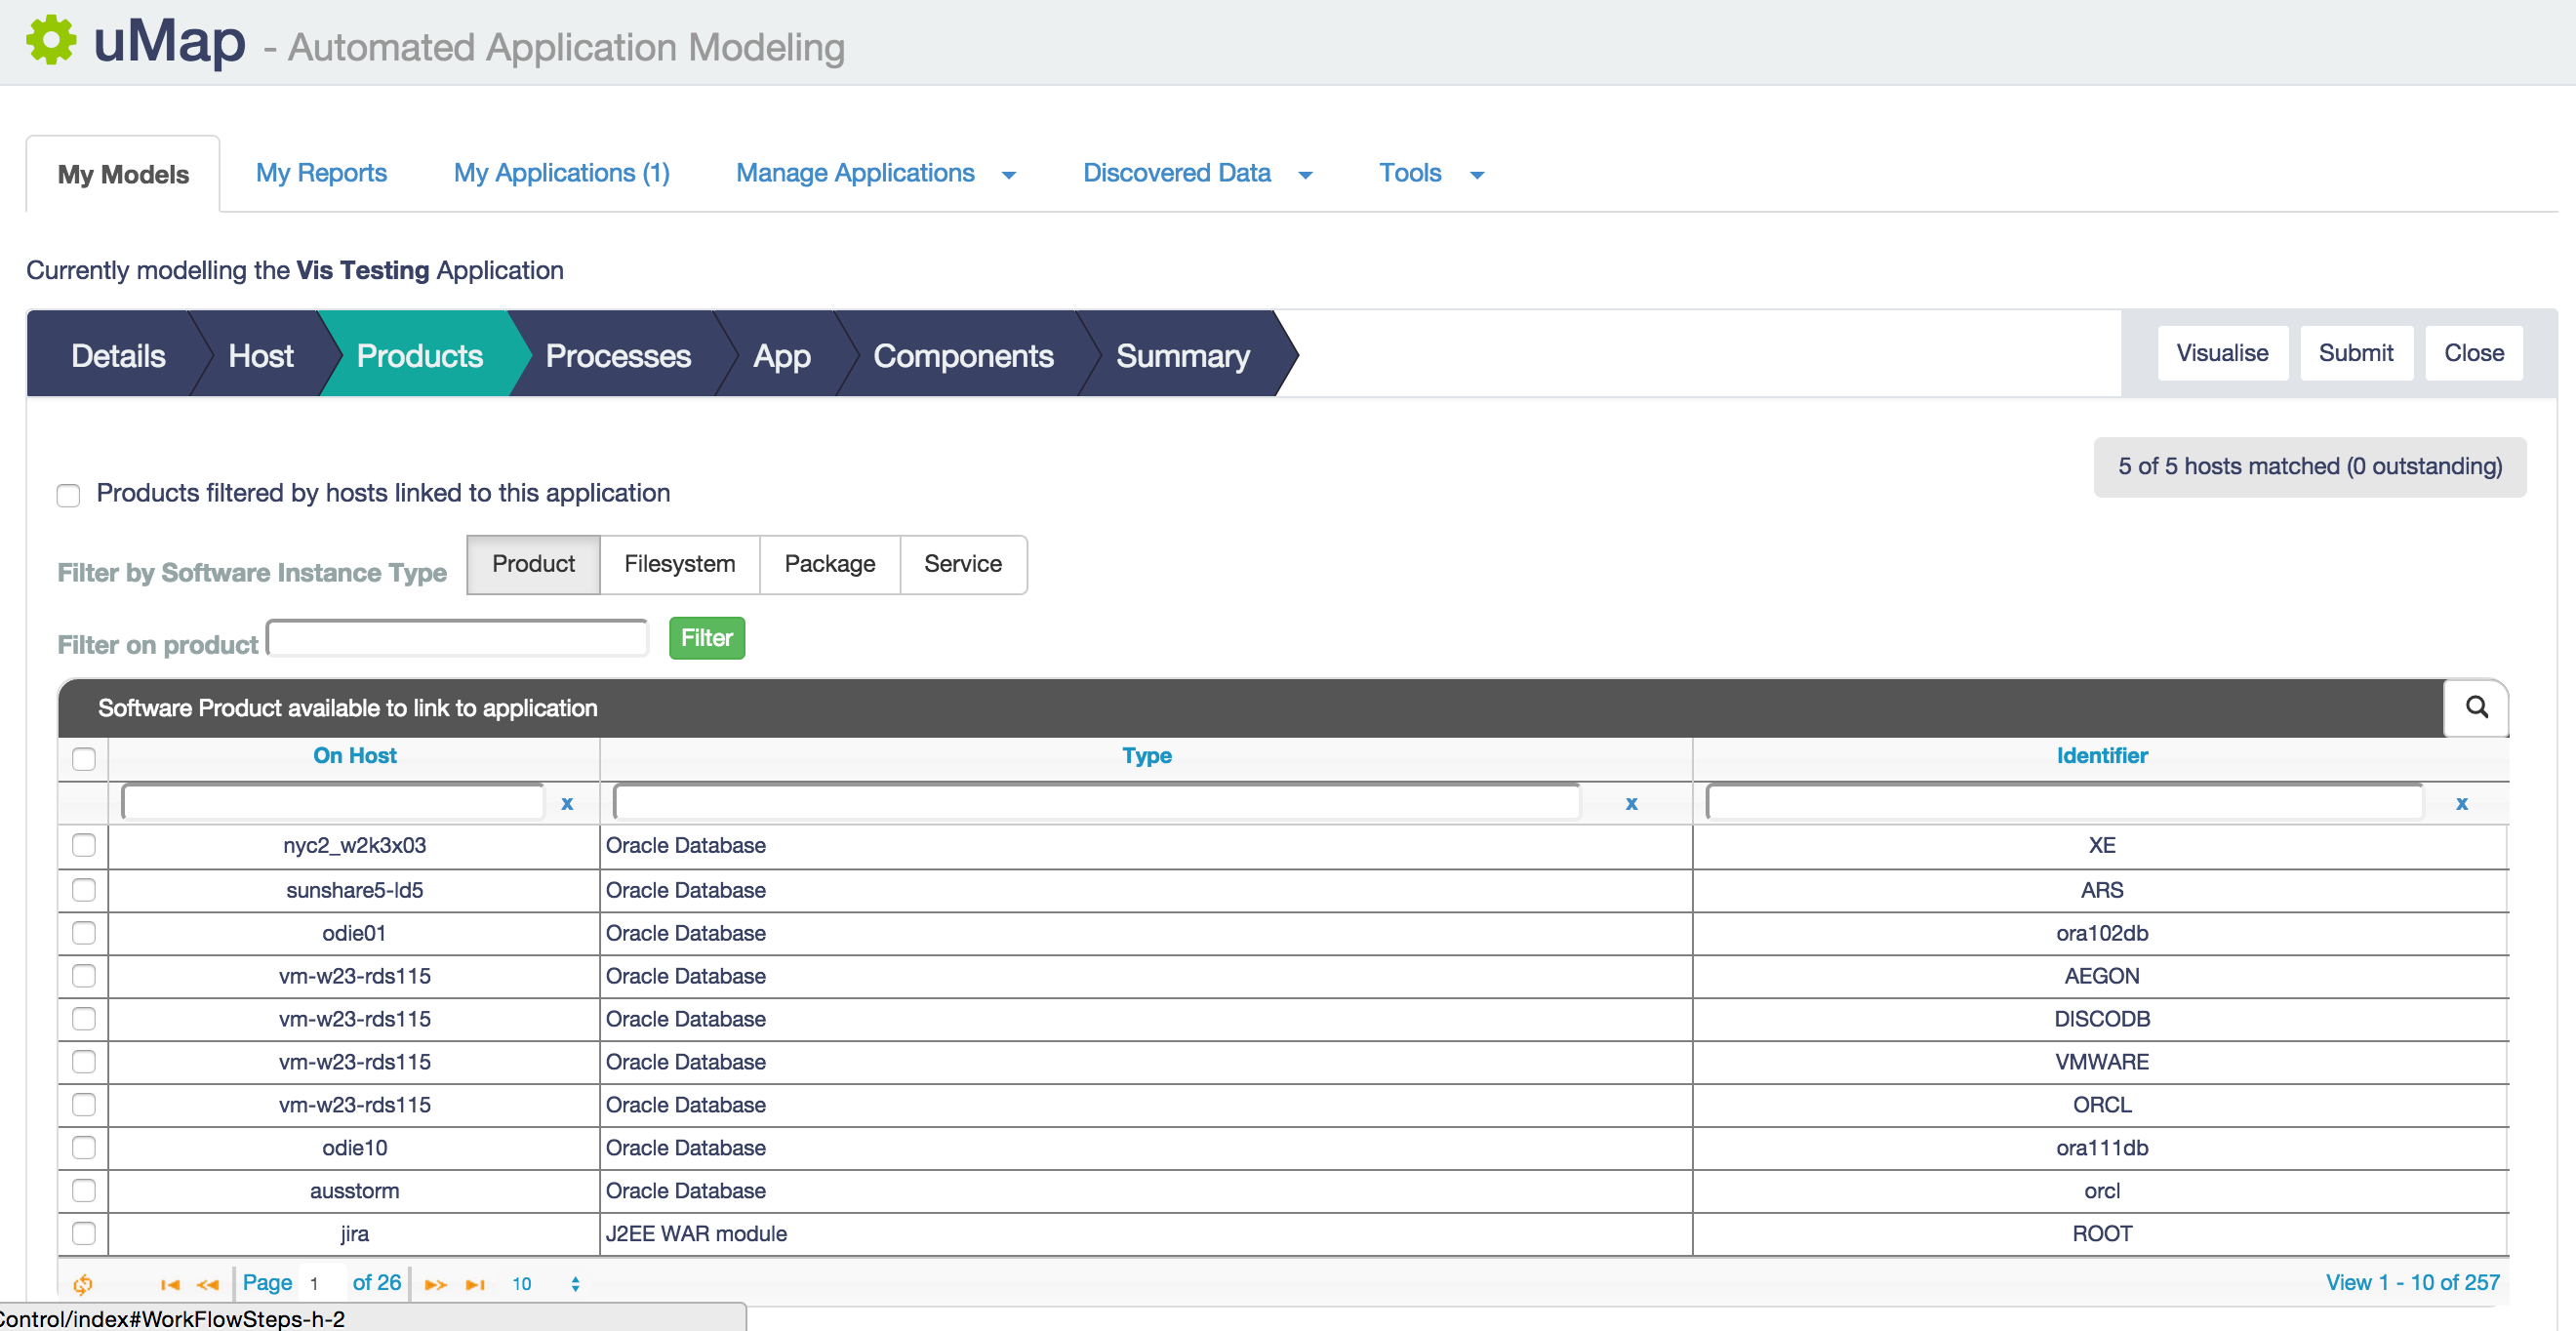 uMap - Automated Application Modeling
My Models My Reports My Applications (1) Manage Applications Discovered Data Tools
Currently modelling the Vis Testing Application
Details Host Products Processes App Components Summary Visualise Submit Close
5 of 5 hosts matched (0 outstanding)
Products filtered by hosts linked to this application
Filter by Software Instance Type Product Filesystem Package Service
Filter on product Filter
Software Product available to link to application
On Host Type Identifier
x x x
nyc2_w2k3x03 Oracle Database XE
sunshare5-ld5 Oracle Database ARS
odie01 Oracle Database ora102db
vm-w23-rds115 Oracle Database AEGON
vm-w23-rds115 Oracle Database DISCODB
vm-w23-rds115 Oracle Database VMWARE
vm-w23-rds115 Oracle Database ORCL
odie10 Oracle Database ora111db
ausstorm Oracle Database orcl
jira J2EE WAR module ROOT
Page 1 of 26 10 View 1 - 10 of 257
Control/index#WorkFlowSteps-h-2